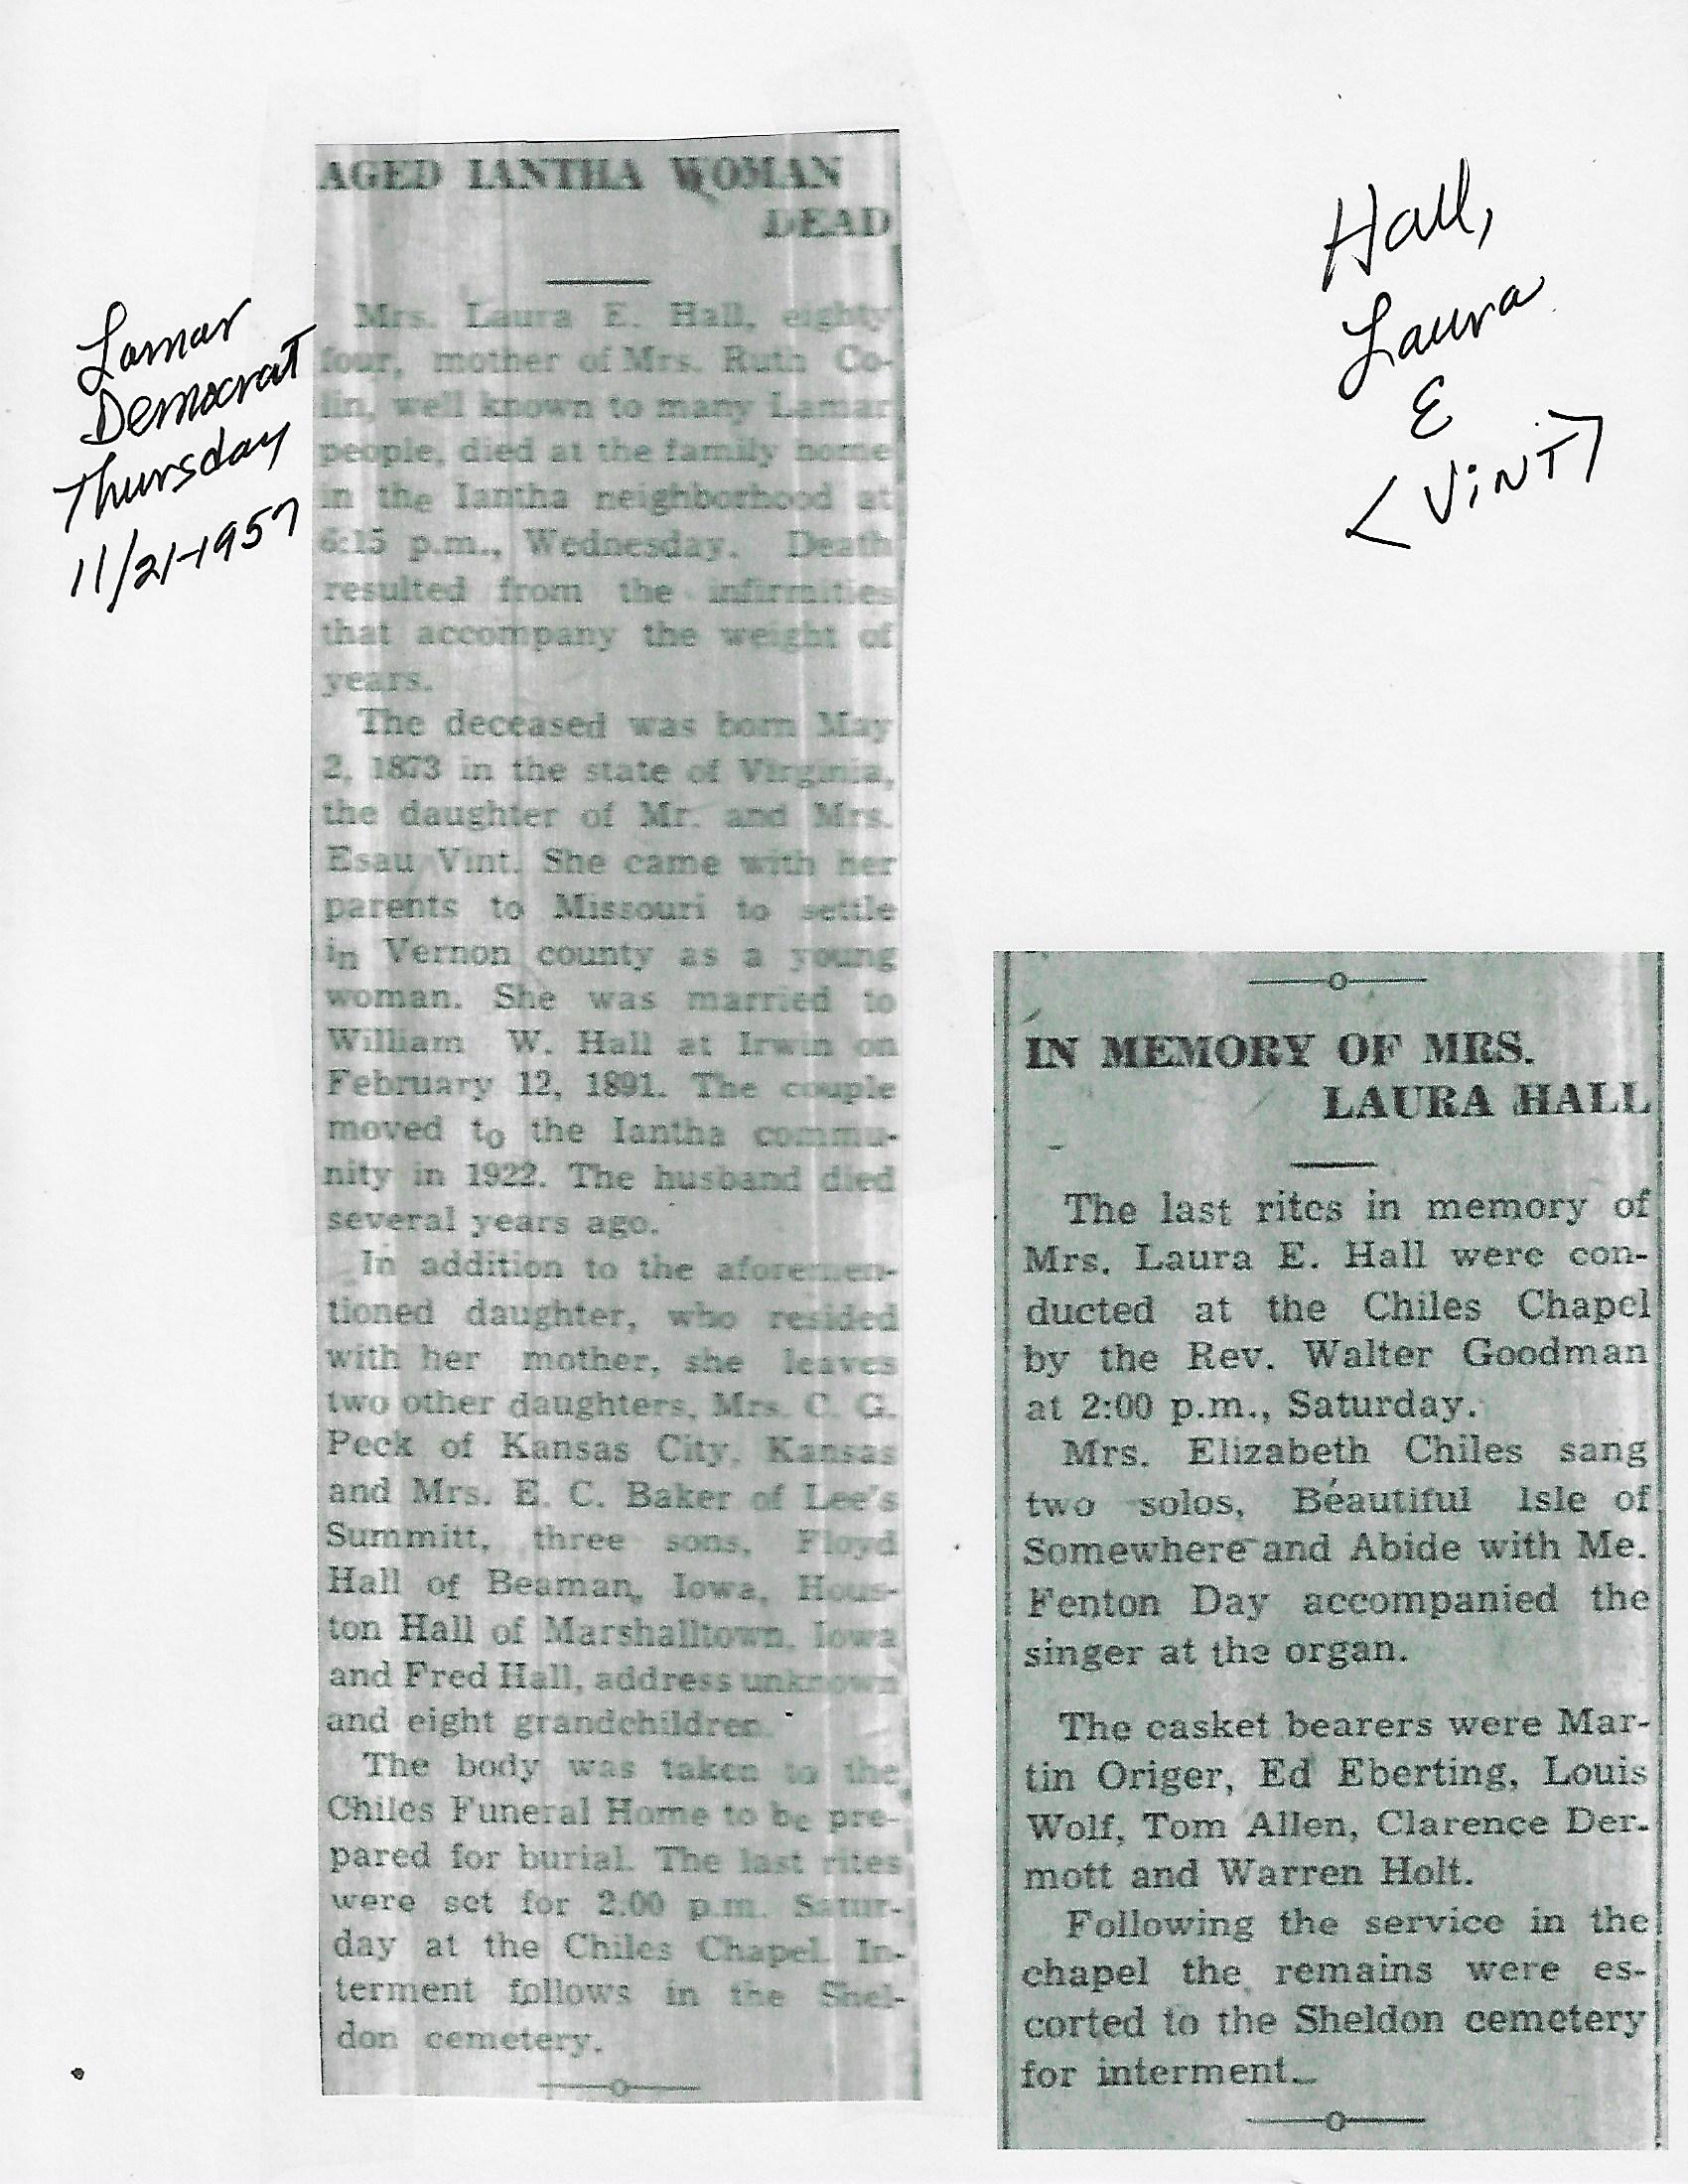 Lamar
Democrat
Thursday
11/21-1957
AGED IANTHA WOMAN
DEAD
Mrs. Laura E. Hall, eighty
four, mother of Mrs. Ruth Co-
lin, well known to many Lamar
people, died at the family home
in the Iantha neighborhood at
6:15 p.m., Wednesday. Death
resulted from the infirmities
that accompany the weight of
years.
The deceased was born May
2, 1873 in the state of Virginia,
the daughter of Mr. and Mrs.
Esau Vint. She came with her
parents to Missouri to settle
in Vernon county as a young
woman. She was married to
William W. Hall at Irwin on
February 12, 1891. The couple
moved to the Iantha commu-
nity in 1922. The husband died
several years ago.
In addition to the aforemen-
tioned daughter, who resided
with her mother, she leaves
two other daughters, Mrs. C. G.
Peck of Kansas City, Kansas
and Mrs. E. C. Baker of Lee's
Summitt, three sons, Floyd
Hall of Beaman, Iowa, Hous-
ton Hall of Marshalltown, Iowa
and Fred Hall, address unknown
and eight grandchildren.
The body was taken to the
Chiles Funeral Home to be pre-
pared for burial. The last rites
were set for 2:00 p.m. Satur-
day at the Chiles Chapel. In-
terment follows in the Shel-
don cemetery.
Hall,
Laura
E
<ViNT>
IN MEMORY OF MRS.
LAURA HALL
The last rites in memory of
Mrs. Laura E. Hall were con-
ducted at the Chiles Chapel
by the Rev. Walter Goodman
at 2:00 p.m., Saturday.
Mrs. Elizabeth Chiles sang
two solos, Beautiful Isle of
Somewhere and Abide with Me.
Fenton Day accompanied the
singer at the organ.
The casket bearers were Mar-
tin Origer, Ed Eberting, Louis
Wolf, Tom Allen, Clarence Der-
mott and Warren Holt.
Following the service in the
chapel the remains were es-
corted to the Sheldon cemetery
for interment.